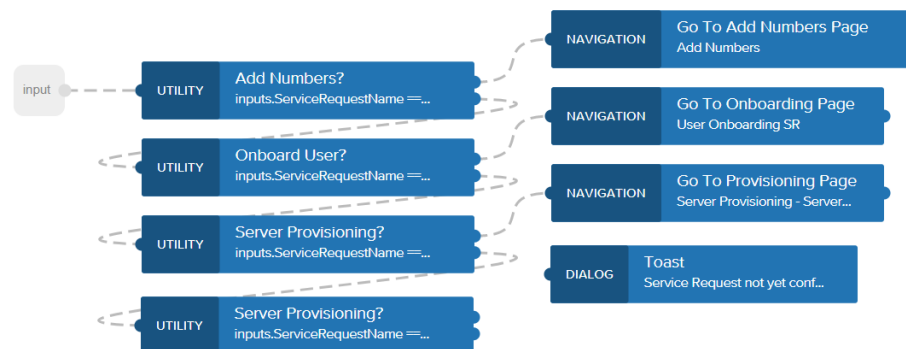 input
UTILITY
Add Numbers?
inputs.ServiceRequestName ==...
NAVIGATION
Go To Add Numbers Page
Add Numbers
UTILITY
Onboard User?
inputs.ServiceRequestName ==...
NAVIGATION
Go To Onboarding Page
User Onboarding SR
UTILITY
Server Provisioning?
inputs.ServiceRequestName ==...
NAVIGATION
Go To Provisioning Page
Server Provisioning - Server...
DIALOG
Toast
Service Request not yet conf...
UTILITY
Server Provisioning?
inputs.ServiceRequestName ==...